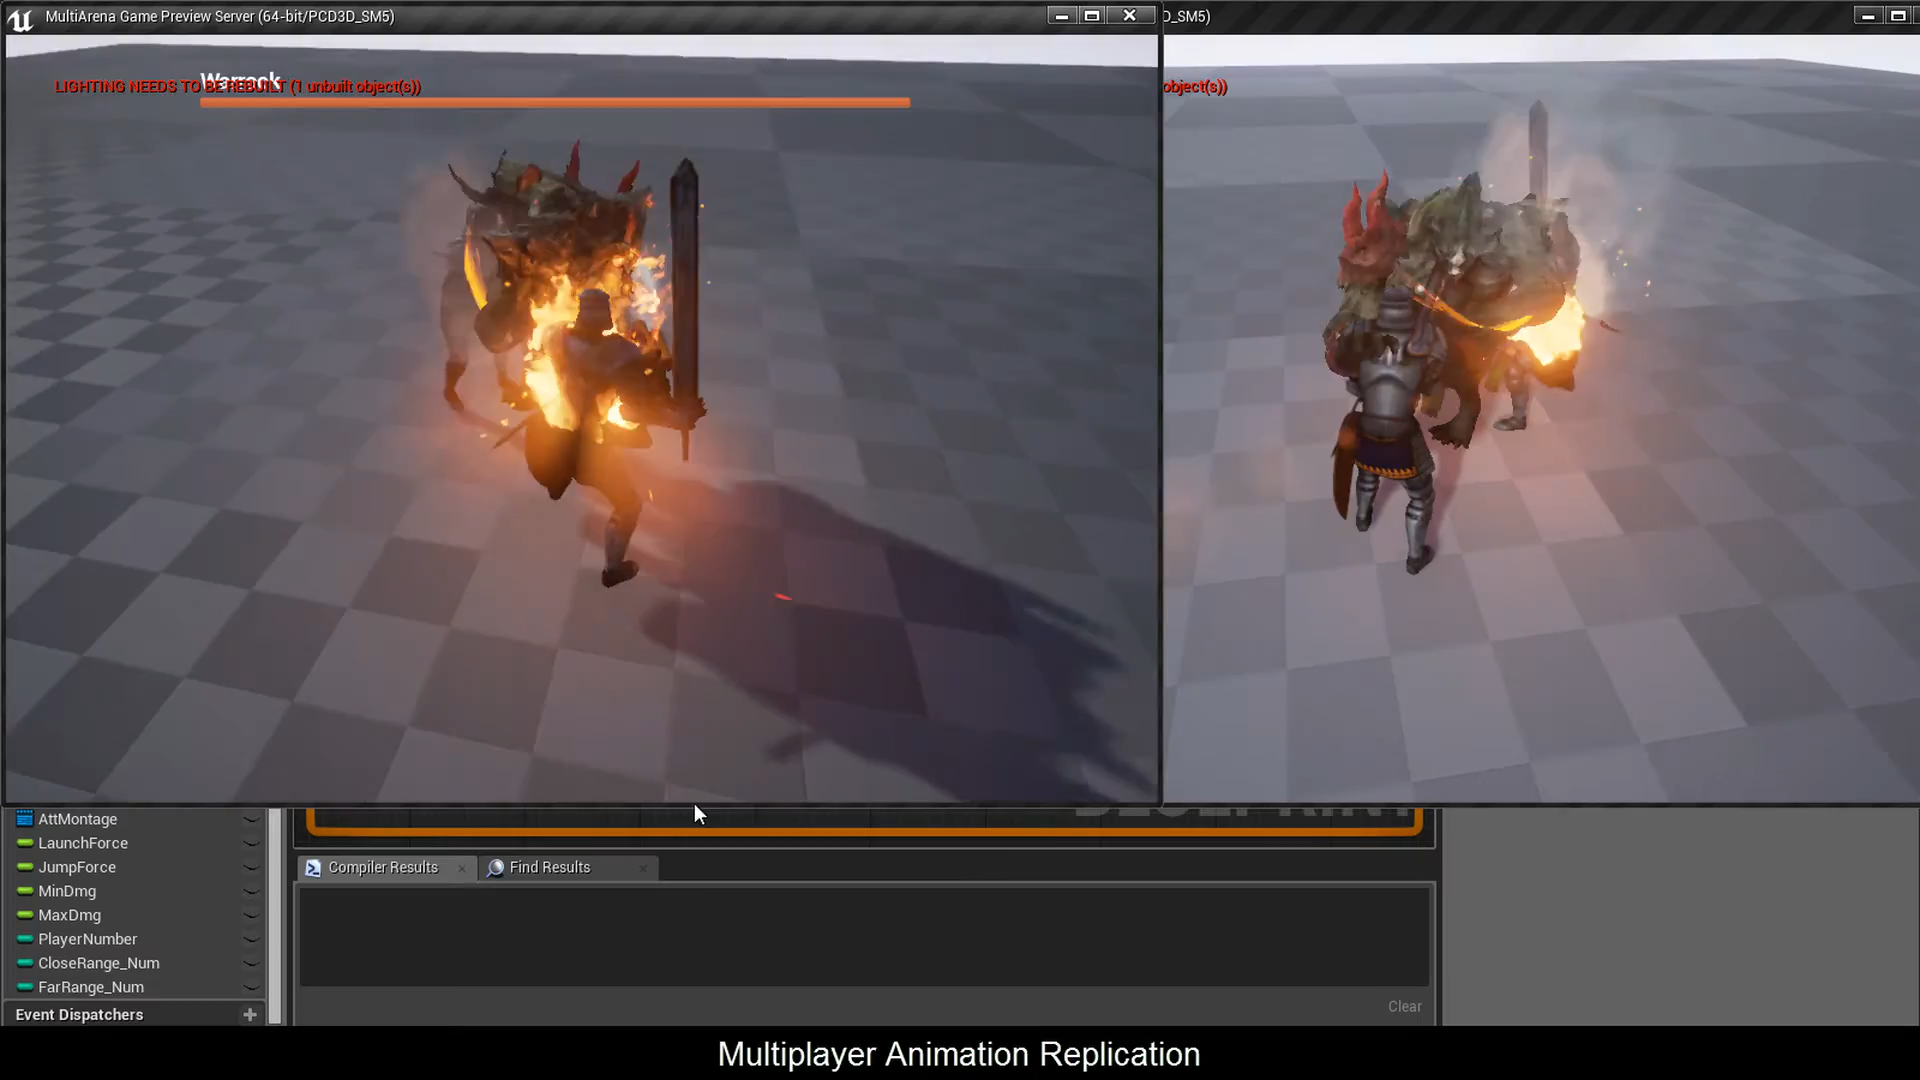 MultiArena Game Preview Server (64-bit/PCD3D_SM5)
D_SM5)
Warrock
LIGHTING NEEDS TO BE REBUILT (1 unbuilt object(s))
object(s))
AttMontage
LaunchForce
JumpForce
MinDmg
MaxDmg
PlayerNumber
CloseRange_Num
FarRange_Num
Event Dispatchers
BLUEPRINT
Compiler Results
Find Results
Clear
Multiplayer Animation Replication